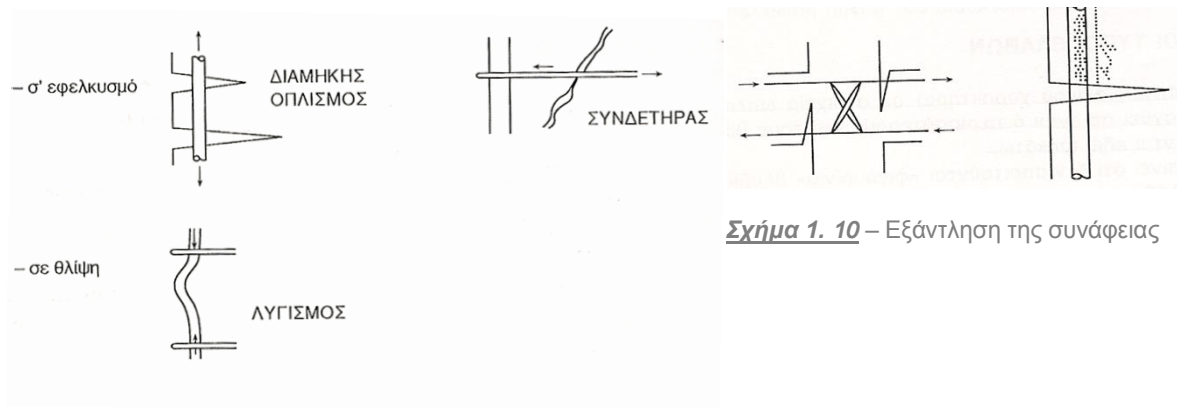 – σ' εφελκυσμό
ΔΙΑΜΗΚΗΣ
ΟΠΛΙΣΜΟΣ
ΣΥΝΔΕΤΗΡΑΣ
– σε θλίψη
ΛΥΓΙΣΜΟΣ
Σχήμα 1. 10 – Εξάντληση της συνάφειας